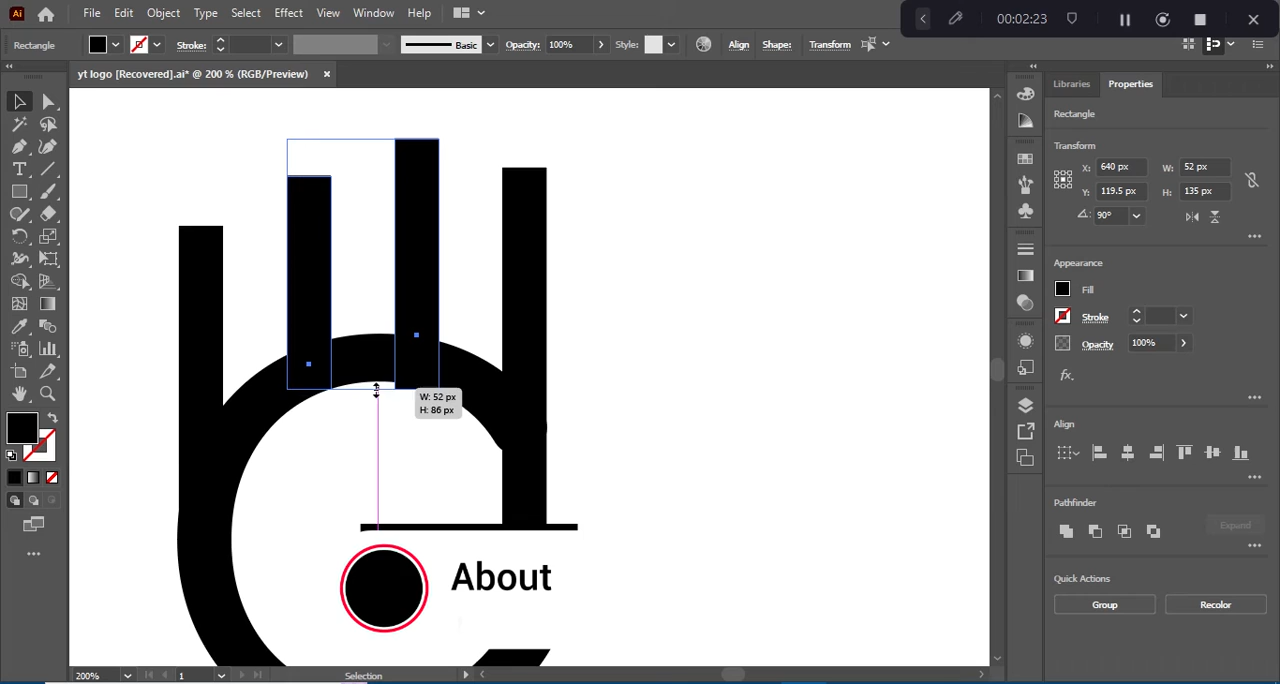 Ai File Edit Object Type Select Effect View Window Help
00:02:23
Rectangle Stroke: Basic Opacity: 100% Style: Align Shape: Transform
yt logo [Recovered].ai* @ 200 % (RGB/Preview)
Libraries Properties
Rectangle
Transform
X: 640 px W: 52 px
Y: 119.5 px H: 135 px
90°
Appearance
Fill
Stroke
Opacity 100%
fx.
W: 52 px
H: 86 px
Align
Pathfinder
Expand
About
Quick Actions
Group Recolor
200% 1 Selection